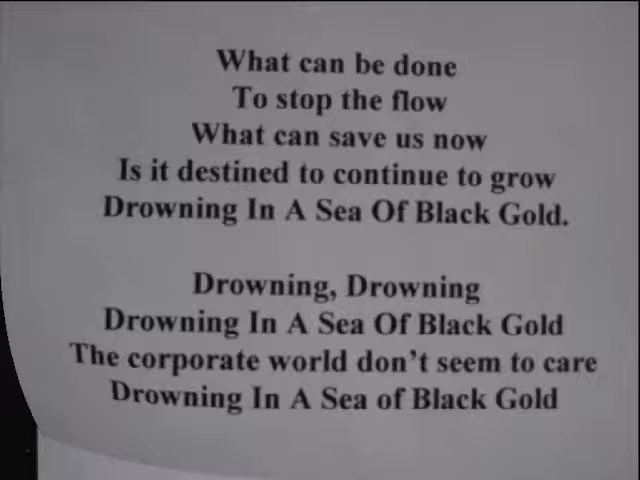 What can be done
To stop the flow
What can save us now
Is it destined to continue to grow
Drowning In A Sea Of Black Gold.
Drowning, Drowning
Drowning In A Sea Of Black Gold
The corporate world don't seem to care
Drowning In A Sea of Black Gold